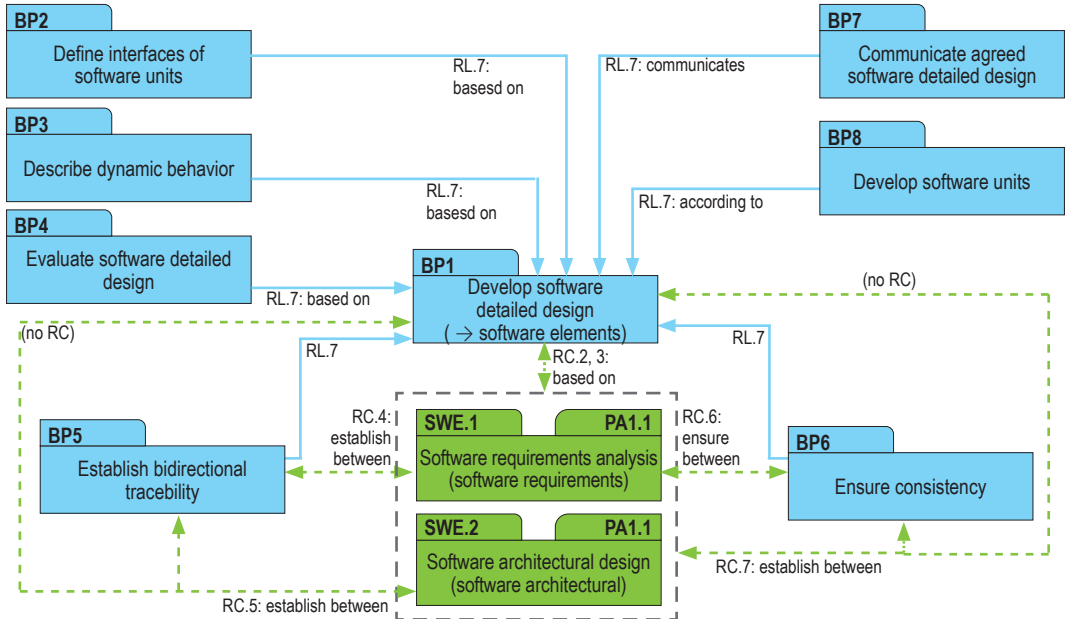 BP2
Define interfaces of
software units
BP7
Communicate agreed
software detailed design
RL.7:
basesd on
RL.7: communicates
BP3
Describe dynamic behavior
BP8
Develop software units
RL.7:
basesd on
RL.7: according to
BP4
Evaluate software detailed
design
RL.7: based on
BP1
Develop software
detailed design
( → software elements)
(no RC)
(no RC)
RL.7
RL.7
RC.2, 3:
based on
RC.4:
establish
between
SWE.1
PA1.1
Software requirements analysis
(software requirements)
RC.6:
ensure
between
BP5
Establish bidirectional
tracebility
BP6
Ensure consistency
SWE.2
PA1.1
Software architectural design
(software architectural)
RC.7: establish between
RC.5: establish between